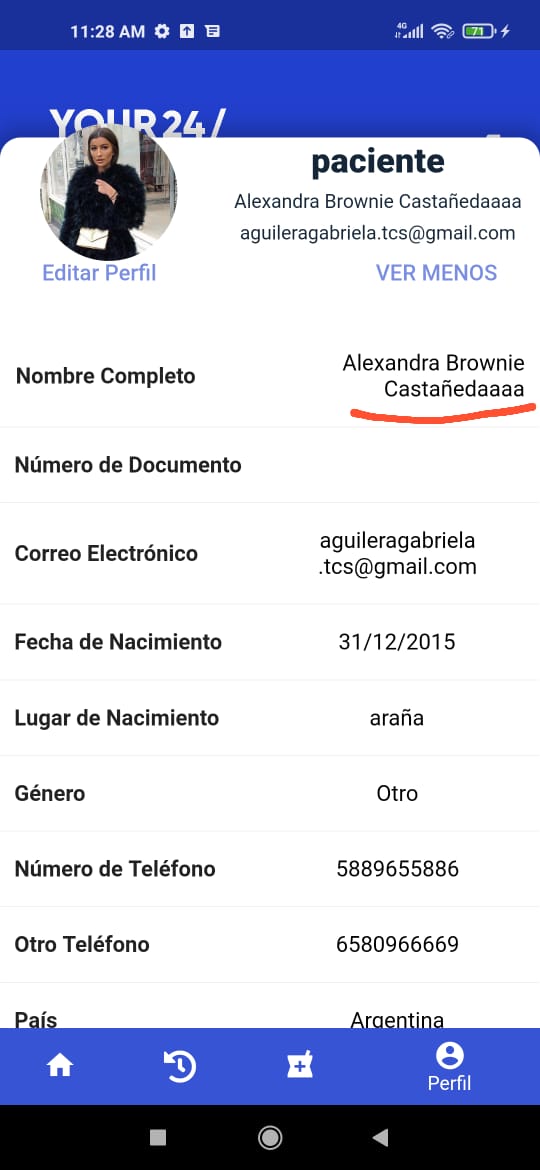 11:28 AM
4G
71
YOUR24/
paciente
Alexandra Brownie Castañedaaaa
aguileragabriela.tcs@gmail.com
Editar Perfil
VER MENOS
Nombre Completo
Alexandra Brownie
Castañedaaaa
Número de Documento
Correo Electrónico
aguileragabriela
.tcs@gmail.com
Fecha de Nacimiento
31/12/2015
Lugar de Nacimiento
araña
Género
Otro
Número de Teléfono
5889655886
Otro Teléfono
6580966669
País
Argentina
Perfil